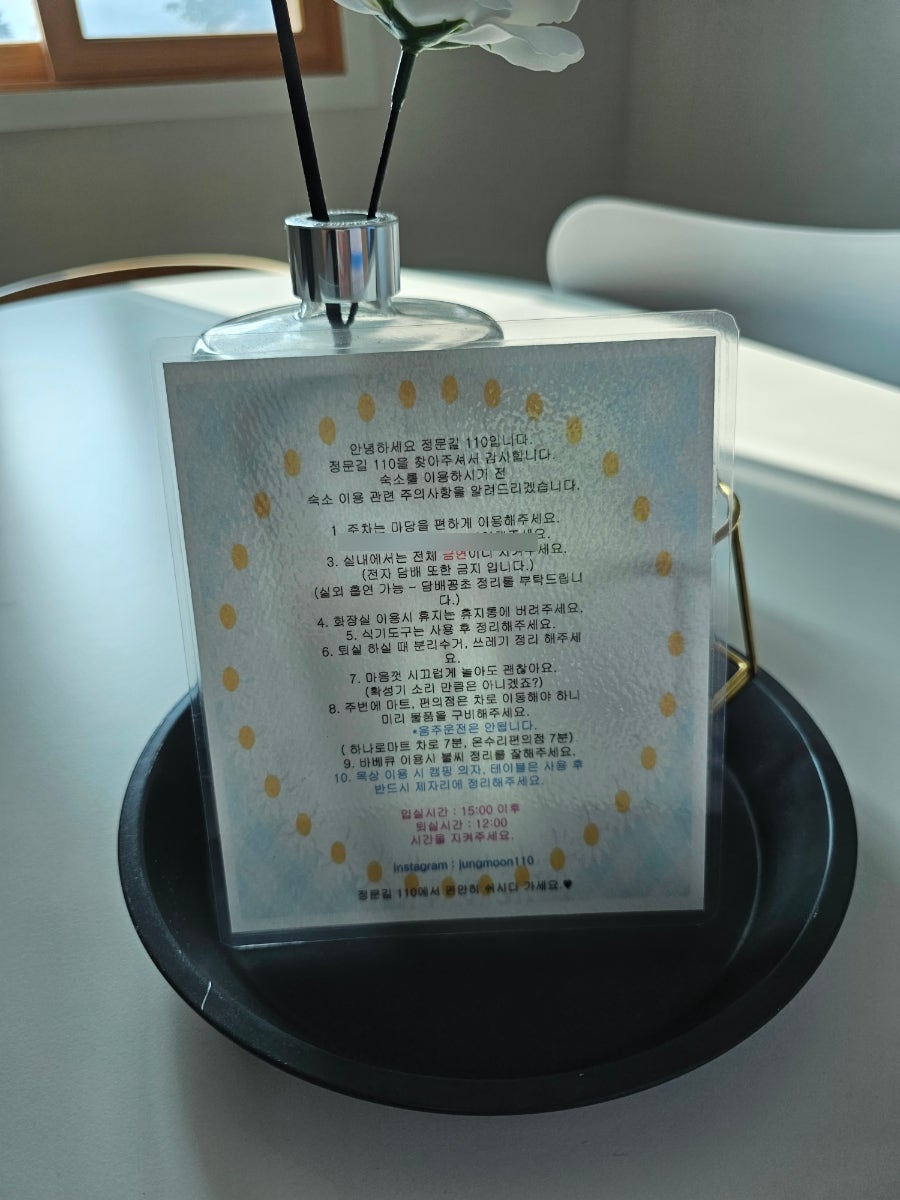 안녕하세요 정문길 110입니다.
정문길 110을 찾아주셔서 감사합니다.
숙소를 이용하시기 전
숙소 이용 관련 주의사항을 알려드리겠습니다.
1. 주차는 마당을 편하게 이용해주세요.
3. 실내에서는 전체 금연이니 지켜주세요.
(전자 담배 또한 금지 입니다.)
(실외 흡연 가능 - 담배꽁초 정리를 부탁드립니
다.)
4. 화장실 이용시 휴지는 휴지통에 버려주세요.
5. 식기도구는 사용 후 정리해주세요.
6. 퇴실 하실 때 분리수거, 쓰레기 정리 해주세
요.
7. 마음껏 시끄럽게 놀아도 괜찮아요.
(확성기 소리 만큼은 아니겠죠?)
8. 주변에 마트, 편의점은 차로 이동해야 하니
미리 물품을 구비해주세요.
*음주운전은 안됩니다.
( 하나로마트 차로 7분, 온수리편의점 7분)
9. 바베큐 이용시 불씨 정리를 잘해주세요.
10. 옥상 이용 시 캠핑 의자, 테이블은 사용 후
반드시 제자리에 정리해주세요.
입실시간 : 15:00 이후
퇴실시간 : 12:00
시간을 지켜주세요.
instagram : jungmoon110
정문길 110에서 편안히 쉬시다 가세요.♥